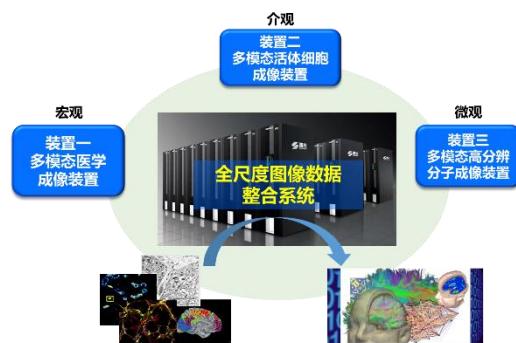 介观
装置二
多模态活体细胞
成像装置
宏观
微观
装置一
多模态医学
成像装置
装置三
多模态高分辨
分子成像装置
全尺度图像数据
整合系统